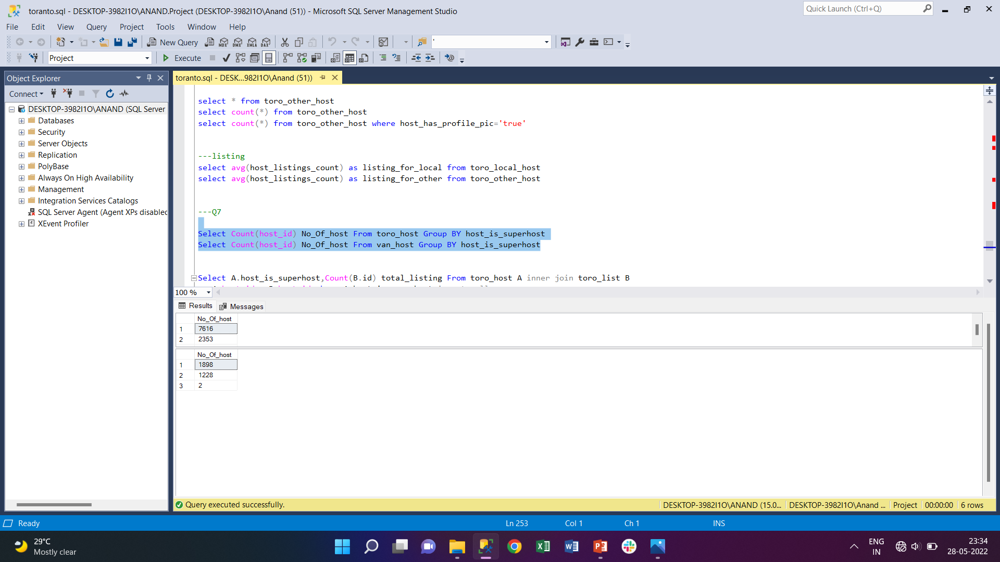 toranto.sql - DESKTOP-3982I1O\ANAND.Project (DESKTOP-3982I1O\Anand (51)) - Microsoft SQL Server Management Studio
Quick Launch (Ctrl+Q)
File Edit View Query Project Tools Window Help
New Query MDX DMX XMLA DAX '
Project Execute
Object Explorer
Connect
DESKTOP-3982I1O\ANAND (SQL Server
Databases
Security
Server Objects
Replication
PolyBase
Always On High Availability
Management
Integration Services Catalogs
SQL Server Agent (Agent XPs disabled
XEvent Profiler
toranto.sql - DESK...982I1O\Anand (51))
select * from toro_other_host
select count(*) from toro_other_host
select count(*) from toro_other_host where host_has_profile_pic='true'
---listing
select avg(host_listings_count) as listing_for_local from toro_local_host
select avg(host_listings_count) as listing_for_other from toro_other_host
---Q7
Select Count(host_id) No_Of_host From toro_host Group BY host_is_superhost
Select Count(host_id) No_Of_host From van_host Group BY host_is_superhost
Select A.host_is_superhost,Count(B.id) total_listing From toro_host A inner join toro_list B
100 %
Results Messages
No_Of_host
1 7616
2 2353
No_Of_host
1 1898
2 1228
3 2
Query executed successfully.
DESKTOP-3982I1O\ANAND (15.0... DESKTOP-3982I1O\Anand ... Project 00:00:00 6 rows
Ready Ln 253 Col 1 Ch 1 INS
29°C
Mostly clear
ENG
IN
23:34
28-05-2022